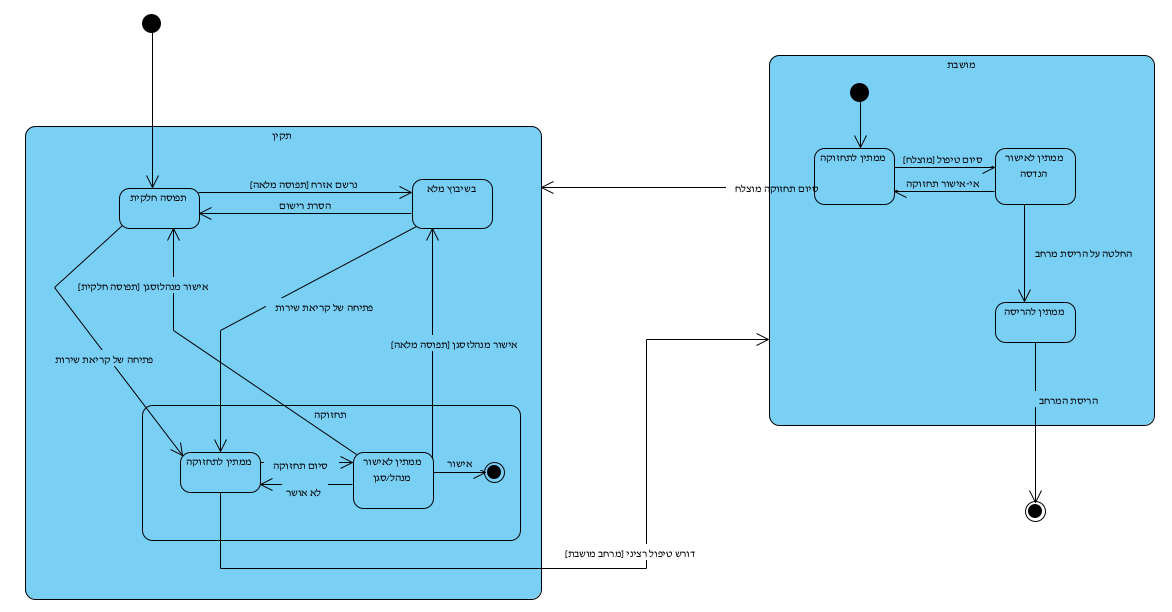 מושבת
ממתין לתחזוקה
סיום טיפול [מוצלח]
אי-אישור תחזוקה
ממתין לאישור
הנדסה
החלטה על הריסת מרחב
ממתין להריסה
הריסת המרחב
סיום תחזוקה מוצלח
תקין
תפוסה חלקית
נרשם אזרח [תפוסה מלאה]
הסרת רישום
בשיבוץ מלא
אישור מנהל/סגן [תפוסה חלקית]
פתיחה של קריאת שירות
אישור מנהל/סגן [תפוסה מלאה]
פתיחה של קריאת שירות
תחזוקה
ממתין לתחזוקה
סיום תחזוקה
לא אושר
ממתין לאישור
מנהל/סגן
אישור
דורש טיפול רציני [מרחב מושבת]